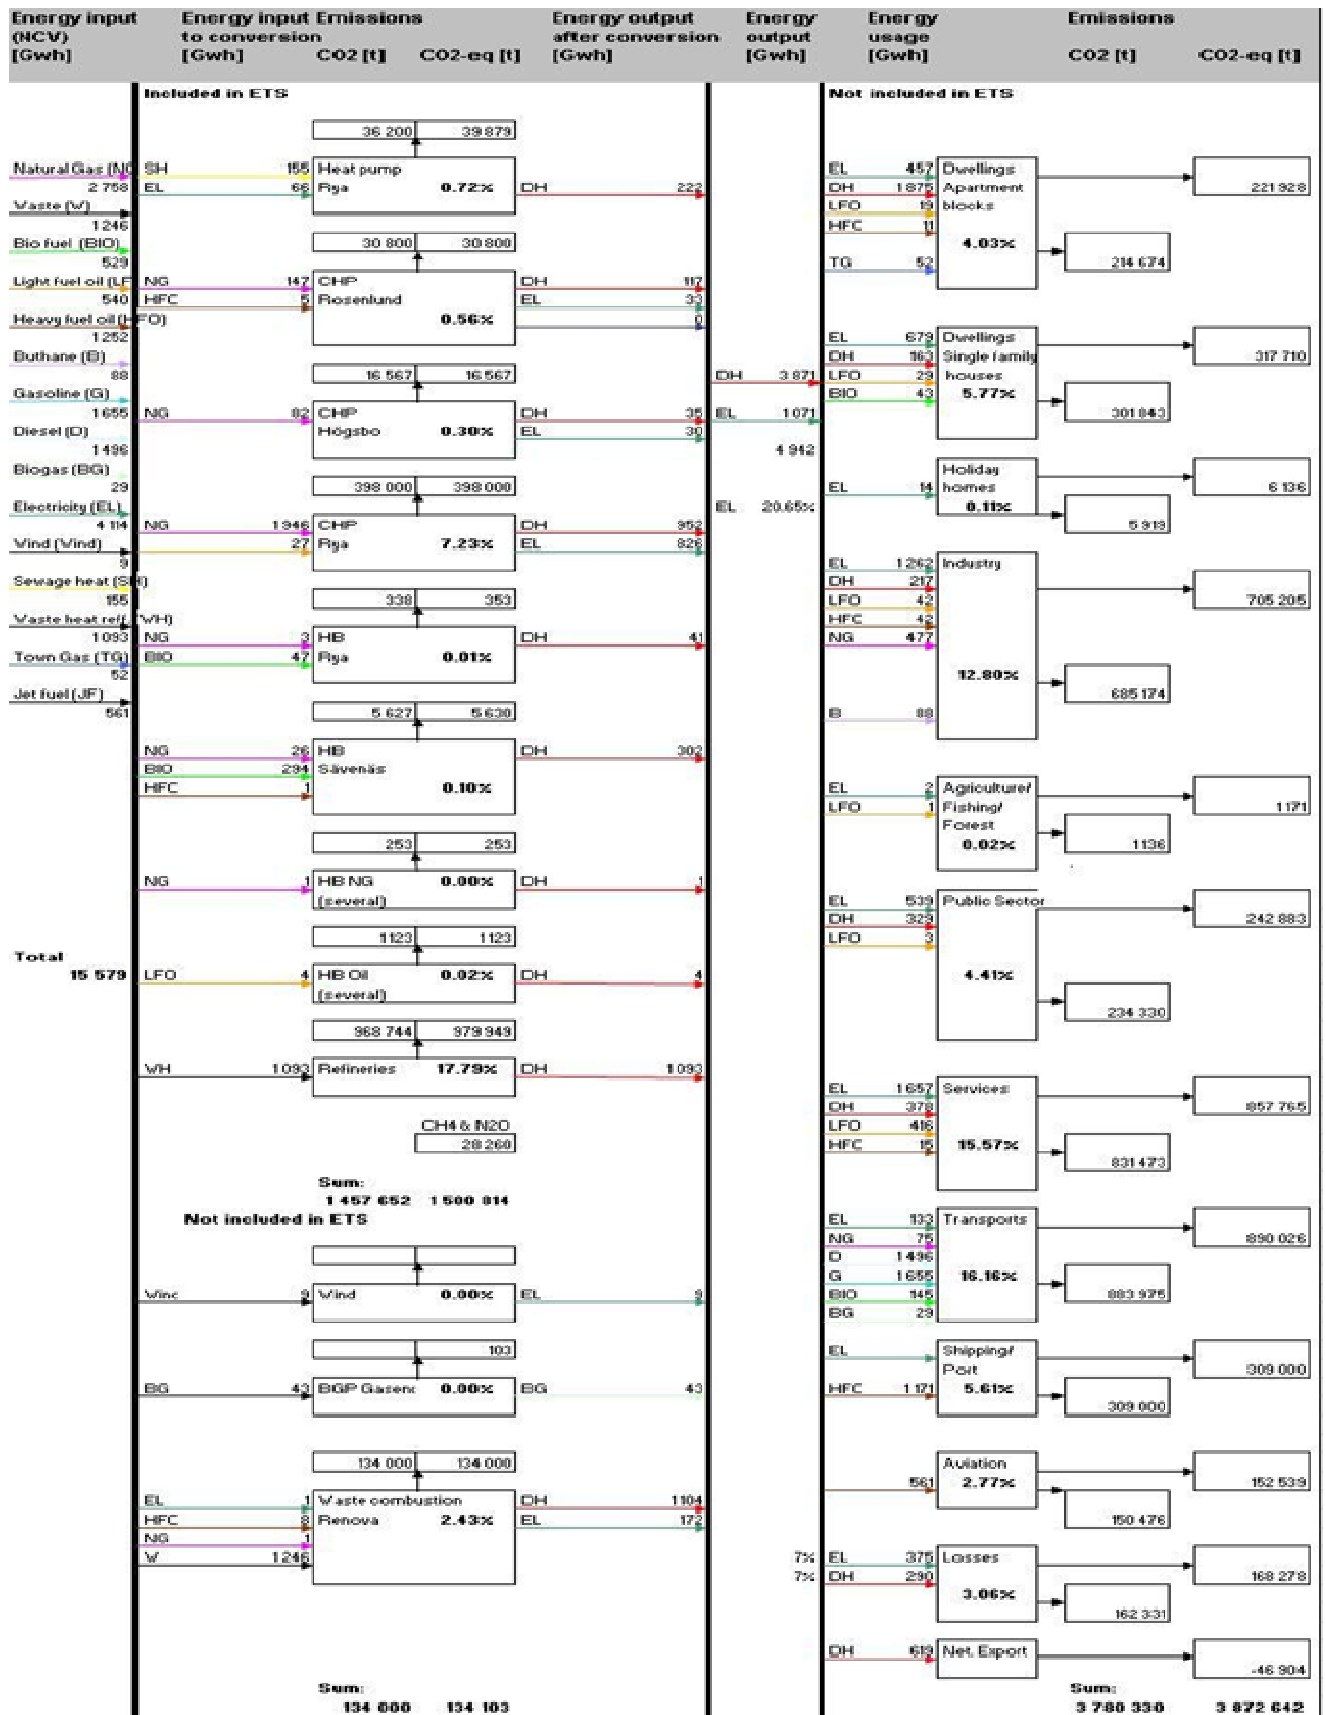 Energy input (NCV) [Gwh]
Energy input to conversion [Gwh]
Emissions CO2 [t] CO2-eq [t]
Energy output after conversion [Gwh]
Energy output [Gwh]
Energy usage [Gwh]
Emissions CO2 [t] CO2-eq [t]
Natural Gas (NG
2 758
Waste (W)
1 246
Bio fuel (BIO)
529
Light fuel oil (LF
540
Heavy fuel oil (HFO)
1 252
Buthane (B)
88
Gasoline (G)
1 655
Diesel (D)
1 496
Biogas (BG)
29
Electricity (EL)
4 114
Wind (Wind)
9
Sewage heat (SH)
155
Waste heat reff. (WH)
1 093
Town Gas (TG)
52
Jet fuel (JF)
561
Total
15 579
Included in ETS
36 200 39 879
SH 155 Heat pump
EL 66 Rya 0.72% DH 222
30 800 30 800
NG 147 CHP DH 117
HFC 5 Rosenlund EL 33
0.56% 0
16 567 16 567
NG 82 CHP DH 35
Högsbo 0.30% EL 30
398 000 398 000
NG 1 946 CHP DH 952
27 Rya 7.23% EL 826
338 353
NG 3 HB DH 41
BIO 47 Rya 0.01%
5 627 5 630
NG 26 HB DH 302
BIO 294 Sävenäs
HFC 1 0.10%
253 253
NG 1 HB NG 0.00% DH 1
(several)
1 123 1 123
LFO 4 HB Oil 0.02% DH 4
(several)
968 744 979 949
WH 1 093 Refineries 17.79% DH 1 093
CH4 & N2O
28 260
Sum:
1 457 652 1 500 814
Not included in ETS
Winc 9 Wind 0.00% EL 9
103
BG 43 BGP Gasenc 0.00% BG 43
134 000 134 000
EL 1 Waste combustion DH 1104
HFC 8 Renova 2.43% EL 172
NG 1
W 1 246
Sum:
134 000 134 103
DH 3 871
EL 1 071
4 942
EL 20.65%
Not included in ETS
EL 457 Dwellings
DH 1 875 Apartment 221 928
LFO 19 blocks
HFC 11
4.03%
TG 52 214 674
EL 679 Dwellings
DH 163 Single family 317 710
LFO 29 houses
BIO 43 5.77%
301 843
Holiday
EL 14 homes 6 136
0.11%
5 919
EL 1 262 Industry
DH 217
LFO 42 705 205
HFC 42
NG 477
12.80%
685 174
B 88
EL 2 Agriculture/
LFO 1 Fishing/ 1 171
Forest
0.02% 1 136
EL 539 Public Sector
DH 329 242 883
LFO 3
4.41%
234 330
EL 1 657 Services
DH 378 857 765
LFO 416
HFC 15 15.57%
831 473
EL 133 Transports
NG 75 890 026
D 1 496
G 1 655 16.16%
BIO 145 883 975
BG 29
EL Shipping/
Port 309 000
HFC 1 171 5.61%
309 000
Aviation
561 2.77% 152 539
150 476
7% EL 375 Losses
7% DH 290 168 278
3.06%
162 331
DH 619 Net. Export
-46 904
Sum:
3 780 330 3 872 642